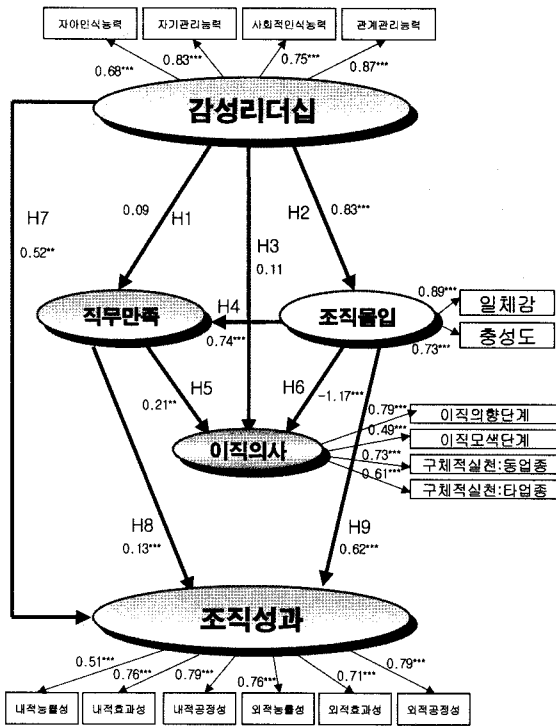 자아인식능력 자기관리능력 사회적인식능력 관계관리능력
0.68*** 0.83*** 0.75*** 0.87***
감성리더십
H7
0.52**
0.09 H1
H3
0.11
H2 0.83***
직무만족
H4
0.74***
조직몰입
0.89*** 일체감
0.73*** 충성도
H5
0.21**
H6 -1.17***
이직의사
0.79*** 이직의향단계
0.49*** 이직모색단계
0.73*** 구체적실천:동업종
0.61*** 구체적실천:타업종
H8
0.13***
H9
0.62***
조직성과
0.51*** 0.76*** 0.79*** 0.76*** 0.71*** 0.79***
내적능률성 내적효과성 내적공정성 외적능률성 외적효과성 외적공정성